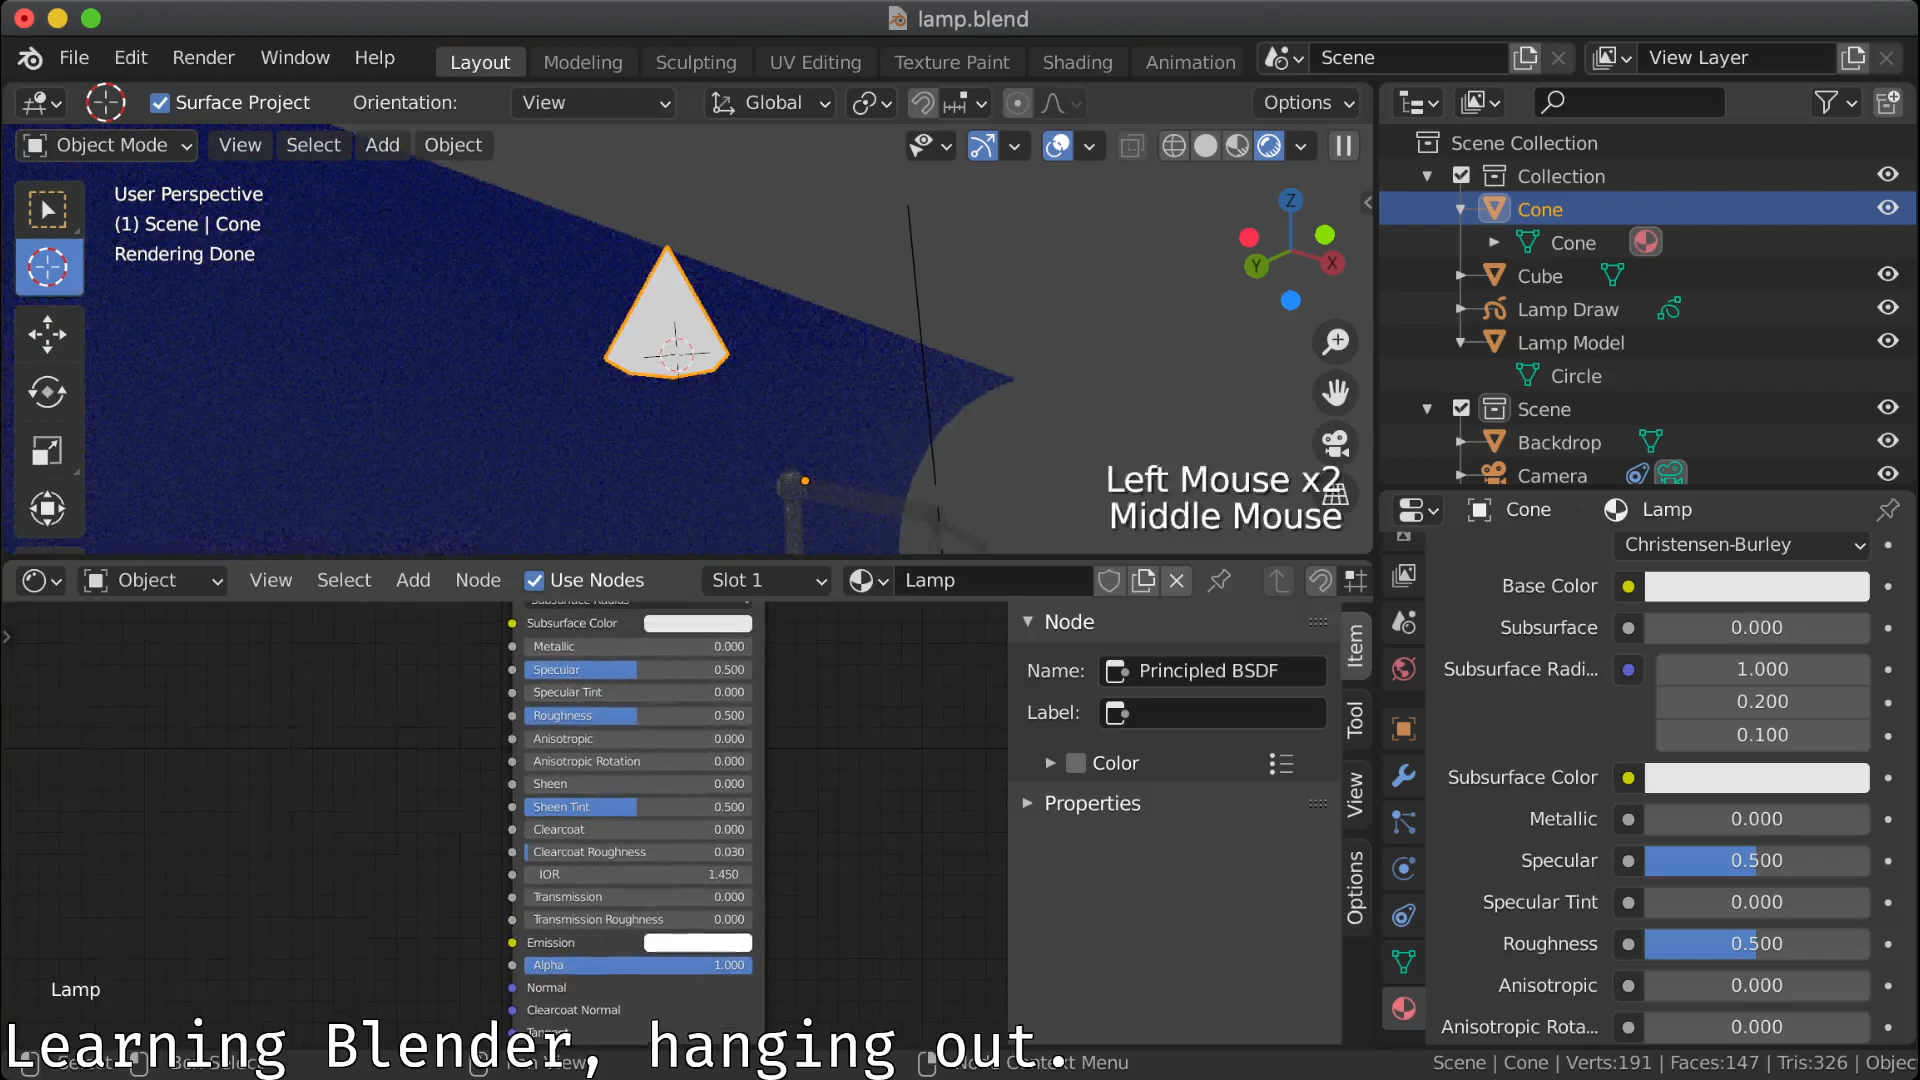 lamp.blend
File Edit Render Window Help Layout Modeling Sculpting UV Editing Texture Paint Shading Animation Scene View Layer
Surface Project Orientation: View Global Options
Object Mode View Select Add Object
User Perspective
(1) Scene | Cone
Rendering Done
Z
Y
X
Left Mouse x2
Middle Mouse
Scene Collection
Collection
Cone
Cone
Cube
Lamp Draw
Lamp Model
Circle
Scene
Backdrop
Camera
Object View Select Add Node Use Nodes Slot 1 Lamp
Subsurface Radius
Subsurface Color
Metallic 0.000
Specular 0.500
Specular Tint 0.000
Roughness 0.500
Anisotropic 0.000
Anisotropic Rotation 0.000
Sheen 0.000
Sheen Tint 0.500
Clearcoat 0.000
Clearcoat Roughness 0.030
IOR 1.450
Transmission 0.000
Transmission Roughness 0.000
Emission
Alpha 1.000
Normal
Clearcoat Normal
Tangent
Lamp
Node
Name: Principled BSDF
Label:
Color
Properties
Item
Tool
View
Options
Cone Lamp
Christensen-Burley
Base Color
Subsurface 0.000
Subsurface Radi... 1.000
0.200
0.100
Subsurface Color
Metallic 0.000
Specular 0.500
Specular Tint 0.000
Roughness 0.500
Anisotropic 0.000
Anisotropic Rota... 0.000
Learning Blender, hanging out.
Context Menu
Scene | Cone | Verts:191 | Faces:147 | Tris:326 | Objec